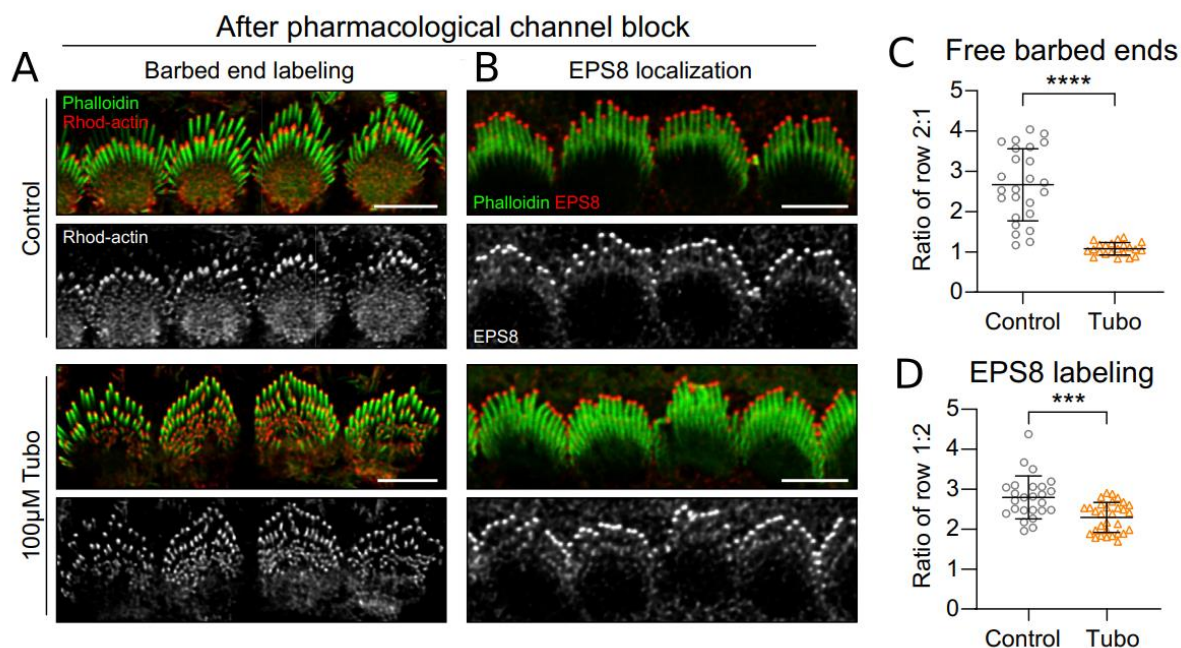 After pharmacological channel block
A
Barbed end labeling
B
EPS8 localization
Control
Phalloidin
Rhod-actin
Rhod-actin
Phalloidin EPS8
EPS8
100µM Tubo
C
Free barbed ends
****
Ratio of row 2:1
5
4
3
2
1
0
Control
Tubo
D
EPS8 labeling
***
Ratio of row 1:2
5
4
3
2
1
0
Control
Tubo